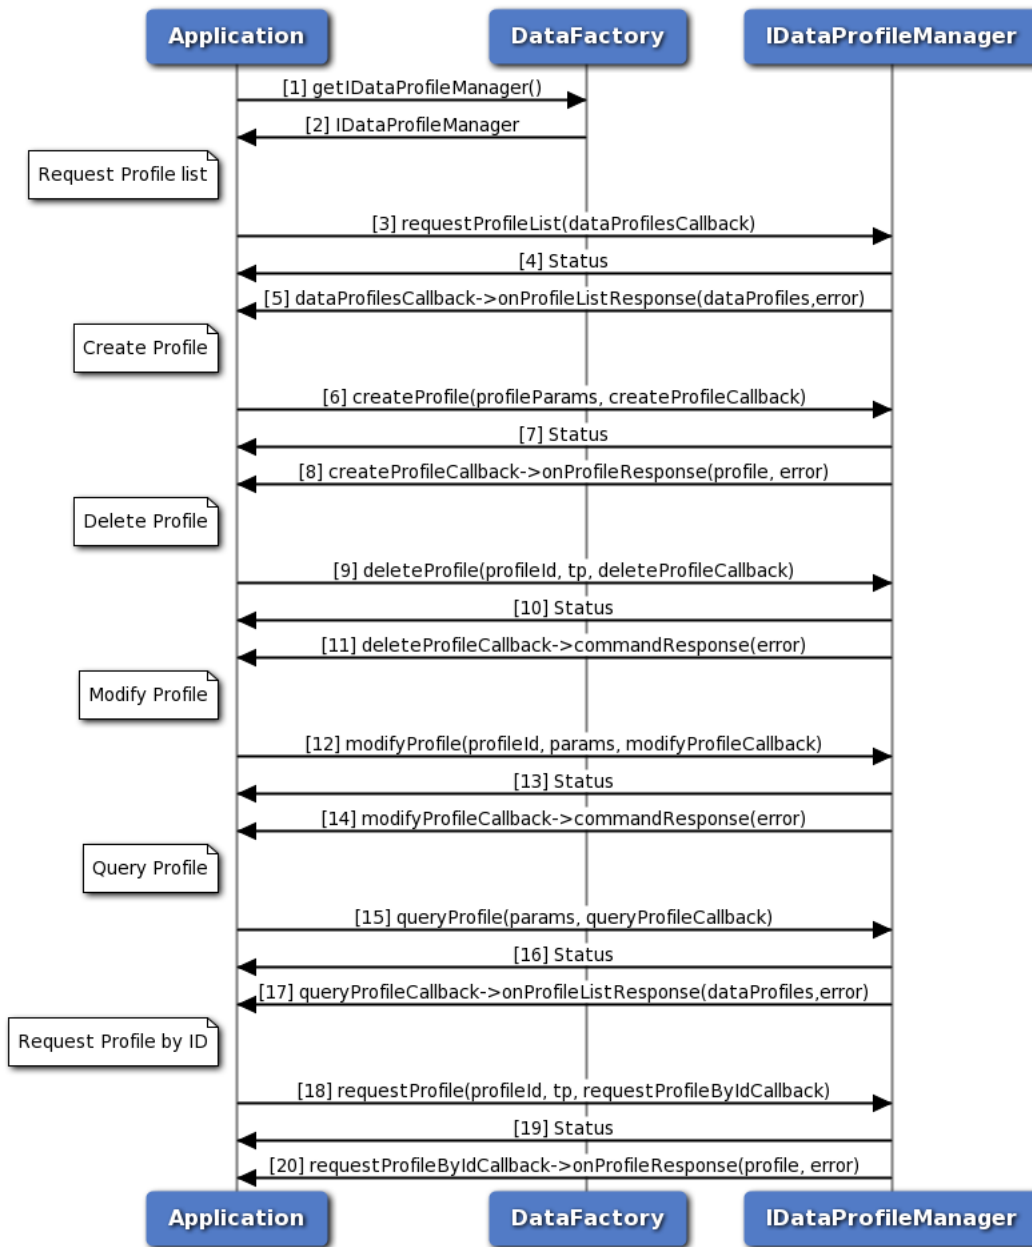 Application DataFactory IDataProfileManager
[1] getIDataProfileManager()
[2] IDataProfileManager
Request Profile list
[3] requestProfileList(dataProfilesCallback)
[4] Status
[5] dataProfilesCallback->onProfileListResponse(dataProfiles,error)
Create Profile
[6] createProfile(profileParams, createProfileCallback)
[7] Status
[8] createProfileCallback->onProfileResponse(profile, error)
Delete Profile
[9] deleteProfile(profileId, tp, deleteProfileCallback)
[10] Status
[11] deleteProfileCallback->commandResponse(error)
Modify Profile
[12] modifyProfile(profileId, params, modifyProfileCallback)
[13] Status
[14] modifyProfileCallback->commandResponse(error)
Query Profile
[15] queryProfile(params, queryProfileCallback)
[16] Status
[17] queryProfileCallback->onProfileListResponse(dataProfiles,error)
Request Profile by ID
[18] requestProfile(profileId, tp, requestProfileByIdCallback)
[19] Status
[20] requestProfileByIdCallback->onProfileResponse(profile, error)
Application DataFactory IDataProfileManager